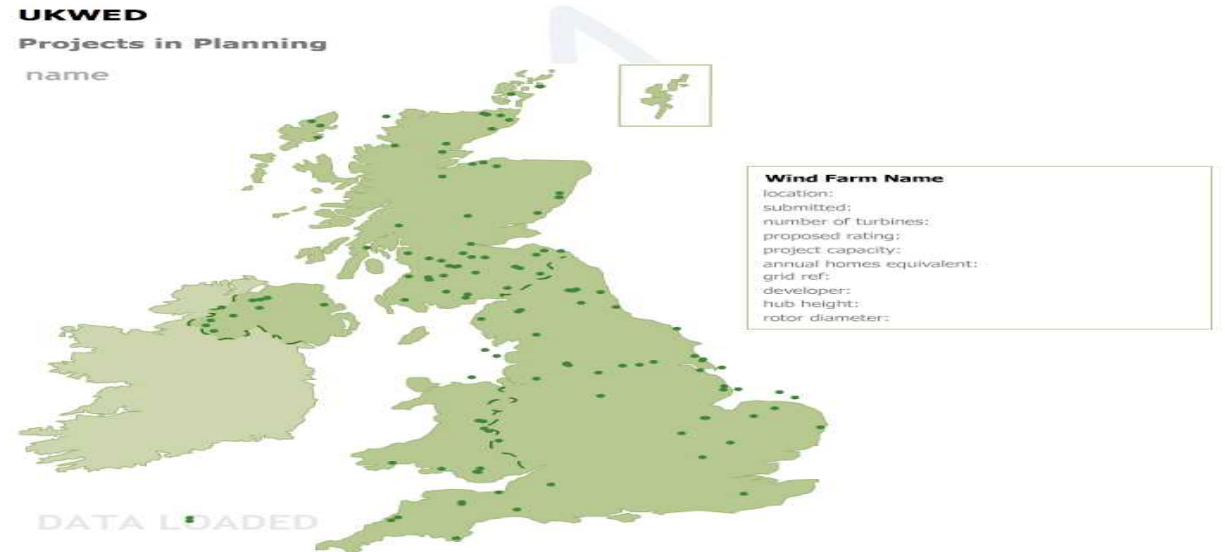 UKWED
Projects in Planning
name
Wind Farm Name
location:
submitted:
number of turbines:
proposed rating:
project capacity:
annual homes equivalent:
grid ref:
developer:
hub height:
rotor diameter:
DATA LOADED